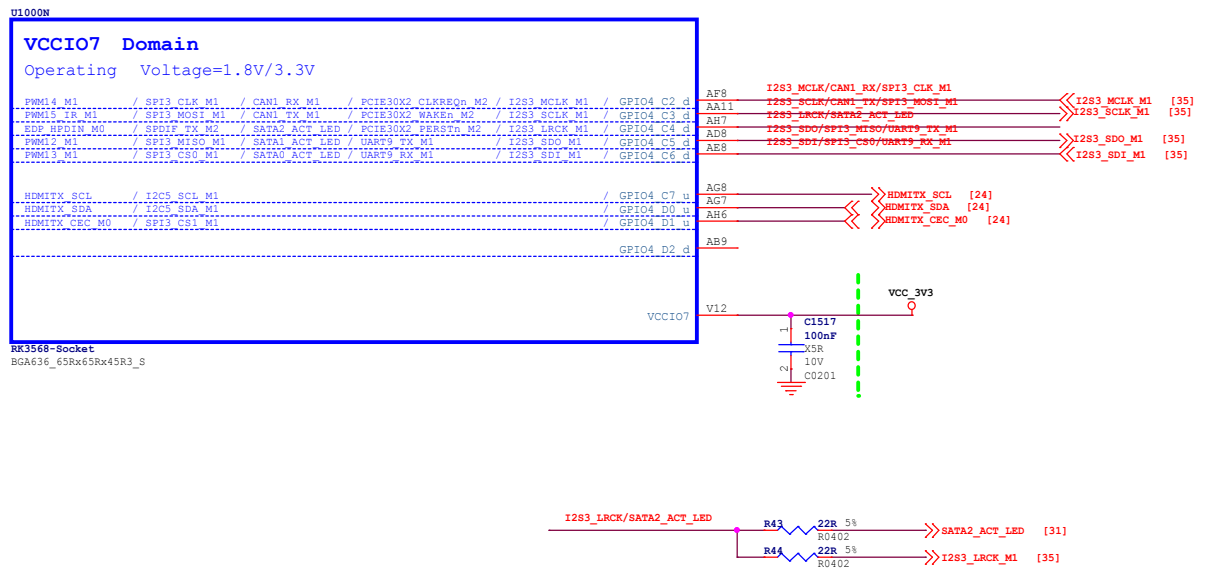 U1000N
VCCIO7 Domain
Operating Voltage=1.8V/3.3V
PWM14_M1 / SPI3_CLK_M1 / CAN1_RX_M1 / PCIE30X2_CLKREQn_M2 / I2S3_MCLK_M1 / GPIO4_C2_d AF8 I2S3_MCLK/CAN1_RX/SPI3_CLK_M1 I2S3_MCLK_M1 [35]
PWM15_IR_M1 / SPI3_MOSI_M1 / CAN1_TX_M1 / PCIE30X2_WAKEn_M2 / I2S3_SCLK_M1 / GPIO4_C3_d AA11 I2S3_SCLK/CAN1_TX/SPI3_MOSI_M1 I2S3_SCLK_M1 [35]
EDP_HPDIN_M0 / SPDIF_TX_M2 / SATA2_ACT_LED / PCIE30X2_PERSTn_M2 / I2S3_LRCK_M1 / GPIO4_C4_d AH7 I2S3_LRCK/SATA2_ACT_LED
PWM12_M1 / SPI3_MISO_M1 / SATA1_ACT_LED / UART9_TX_M1 / I2S3_SDO_M1 / GPIO4_C5_d AD8 I2S3_SDO/SPI3_MISO/UART9_TX_M1 I2S3_SDO_M1 [35]
PWM13_M1 / SPI3_CS0_M1 / SATA0_ACT_LED / UART9_RX_M1 / I2S3_SDI_M1 / GPIO4_C6_d AE8 I2S3_SDI/SPI3_CS0/UART9_RX_M1 I2S3_SDI_M1 [35]
HDMITX_SCL / I2C5_SCL_M1 / GPIO4_C7_u AG8 HDMITX_SCL [24]
HDMITX_SDA / I2C5_SDA_M1 / GPIO4_D0_u AG7 HDMITX_SDA [24]
HDMITX_CEC_M0 / SPI3_CS1_M1 / GPIO4_D1_u AH6 HDMITX_CEC_M0 [24]
GPIO4_D2_d AB9
VCC_3V3
VCCIO7 V12
C1517
1 100nF
X5R
10V
2 C0201
RK3568-Socket
BGA636_65Rx65Rx45R3_S
I2S3_LRCK/SATA2_ACT_LED R43 22R 5% SATA2_ACT_LED [31]
R0402
R44 22R 5% I2S3_LRCK_M1 [35]
R0402